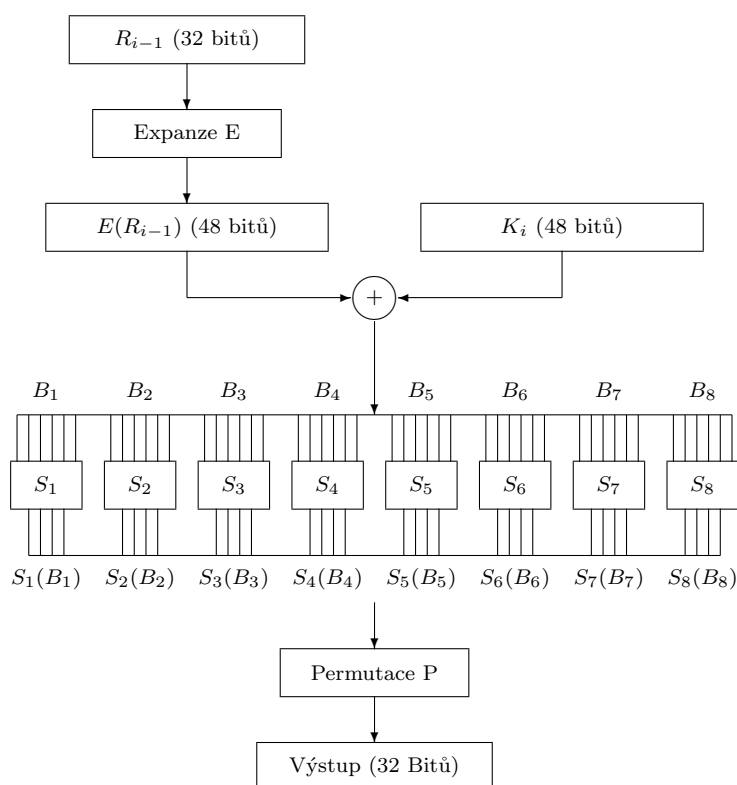 R_{i−1} (32 bitů)
Expanze E
E(R_{i−1}) (48 bitů) K_i (48 bitů)
+
B_1 B_2 B_3 B_4 B_5 B_6 B_7 B_8
S_1 S_2 S_3 S_4 S_5 S_6 S_7 S_8
S_1(B_1) S_2(B_2) S_3(B_3) S_4(B_4) S_5(B_5) S_6(B_6) S_7(B_7) S_8(B_8)
Permutace P
Výstup (32 Bitů)